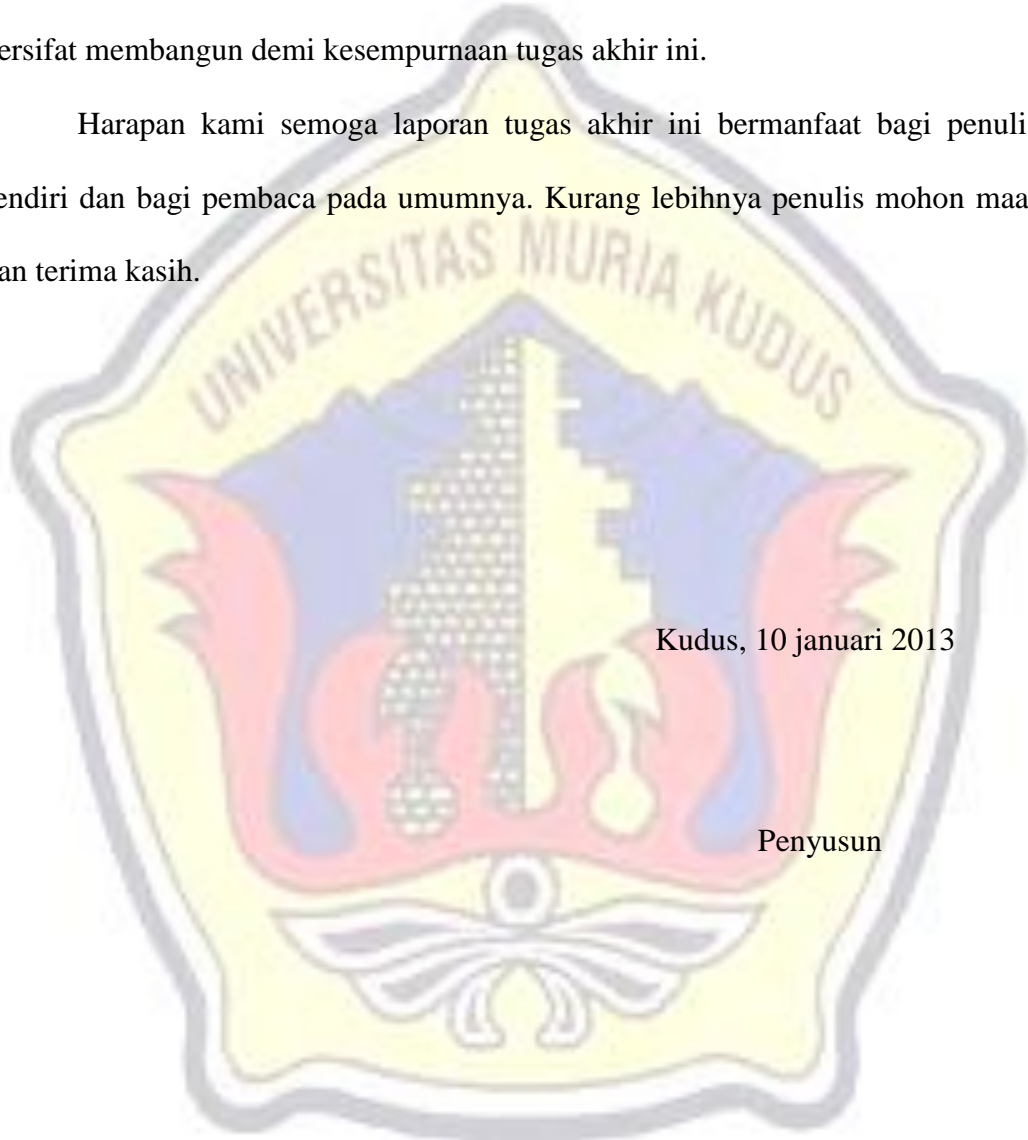 ersifat membangun demi kesempurnaan tugas akhir ini.
Harapan kami semoga laporan tugas akhir ini bermanfaat bagi penuli
endiri dan bagi pembaca pada umumnya. Kurang lebihnya penulis mohon maa
an terima kasih.
UNIVERSITAS MURIA KUDUS
Kudus, 10 januari 2013
Penyusun